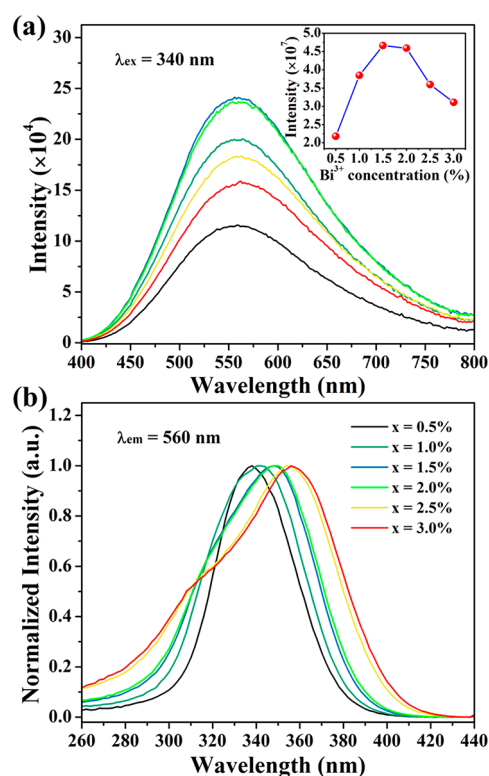 (a)
λex = 340 nm
Intensity (×10⁴)
25
20
15
10
5
0
400 450 500 550 600 650 700 750 800
Wavelength (nm)
Intensity (×10⁷)
5.0
4.5
4.0
3.5
3.0
2.5
2.0
0.5 1.0 1.5 2.0 2.5 3.0
Bi³⁺ concentration (%)
(b)
λem = 560 nm
Normalized Intensity (a.u.)
1.2
1.0
0.8
0.6
0.4
0.2
0.0
x = 0.5%
x = 1.0%
x = 1.5%
x = 2.0%
x = 2.5%
x = 3.0%
260 280 300 320 340 360 380 400 420 440
Wavelength (nm)